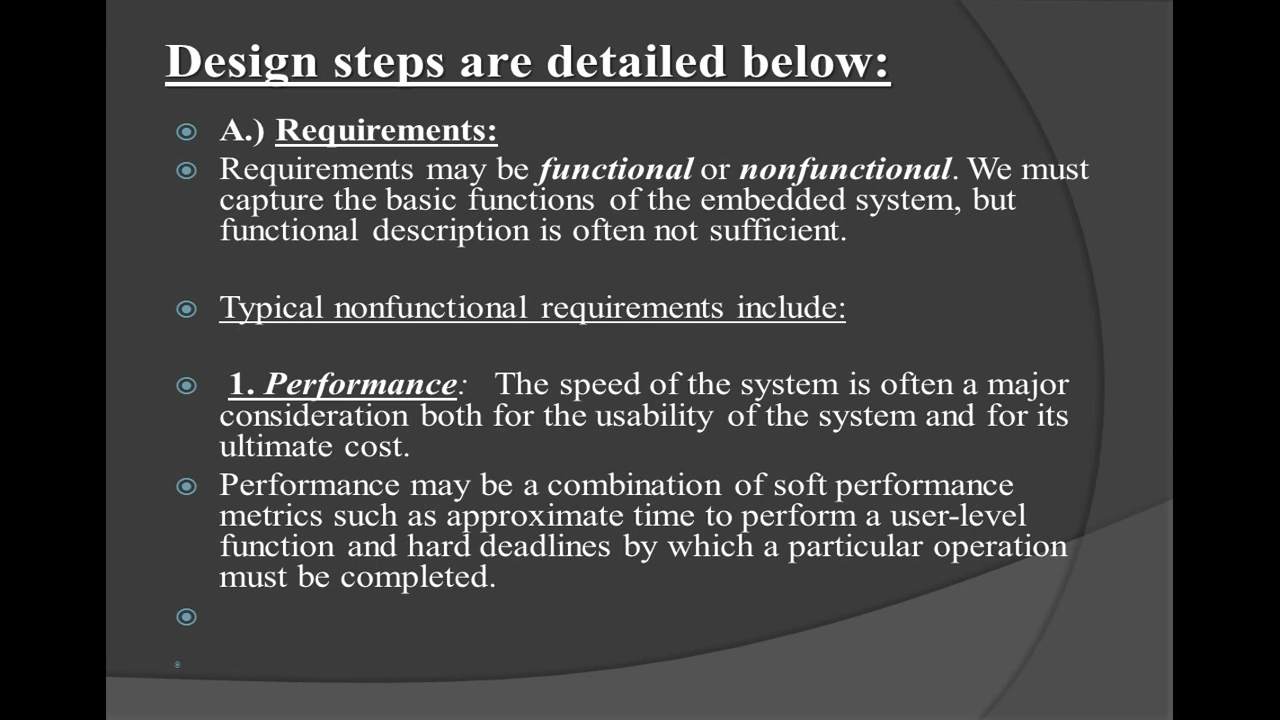 Design steps are detailed below:
A.) Requirements:
Requirements may be functional or nonfunctional. We must
capture the basic functions of the embedded system, but
functional description is often not sufficient.
Typical nonfunctional requirements include:
1. Performance: The speed of the system is often a major
consideration both for the usability of the system and for its
ultimate cost.
Performance may be a combination of soft performance
metrics such as approximate time to perform a user-level
function and hard deadlines by which a particular operation
must be completed.